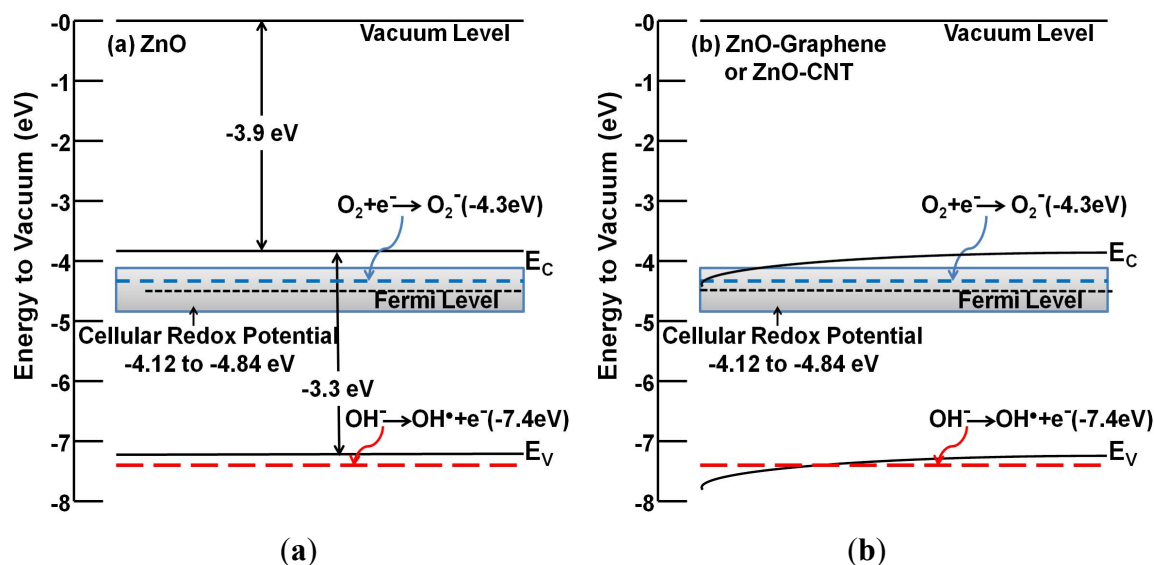 Energy to Vacuum (eV)
-0
-1
-2
-3
-4
-5
-6
-7
-8
(a) ZnO
Vacuum Level
-3.9 eV
O₂+e⁻→O₂⁻(-4.3eV)
E_C
Fermi Level
Cellular Redox Potential
-4.12 to -4.84 eV
-3.3 eV
OH⁻→OH•+e⁻(-7.4eV)
E_V
(a)
Energy to Vacuum (eV)
-0
-1
-2
-3
-4
-5
-6
-7
-8
(b) ZnO-Graphene
or ZnO-CNT
Vacuum Level
O₂+e⁻→O₂⁻(-4.3eV)
E_C
Fermi Level
Cellular Redox Potential
-4.12 to -4.84 eV
OH⁻→OH•+e⁻(-7.4eV)
E_V
(b)